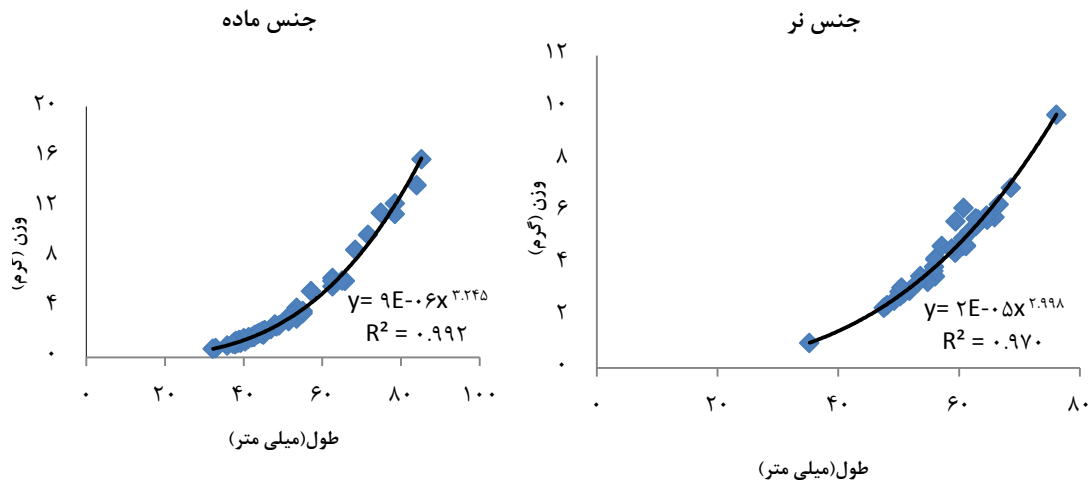 جنس نر
۱۲
۱۰
۸
۶
۴
۲
۰
وزن (گرم)
y= ۲E-۰۵x^۲.۹۹۸
R² = ۰.۹۷۰
۰ ۲۰ ۴۰ ۶۰ ۸۰
طول(میلی متر)
جنس ماده
۲۰
۱۶
۱۲
۸
۴
۰
وزن (گرم)
y= ۹E-۰۶x^۳.۲۴۵
R² = ۰.۹۹۲
۰ ۲۰ ۴۰ ۶۰ ۸۰ ۱۰۰
طول(میلی متر)